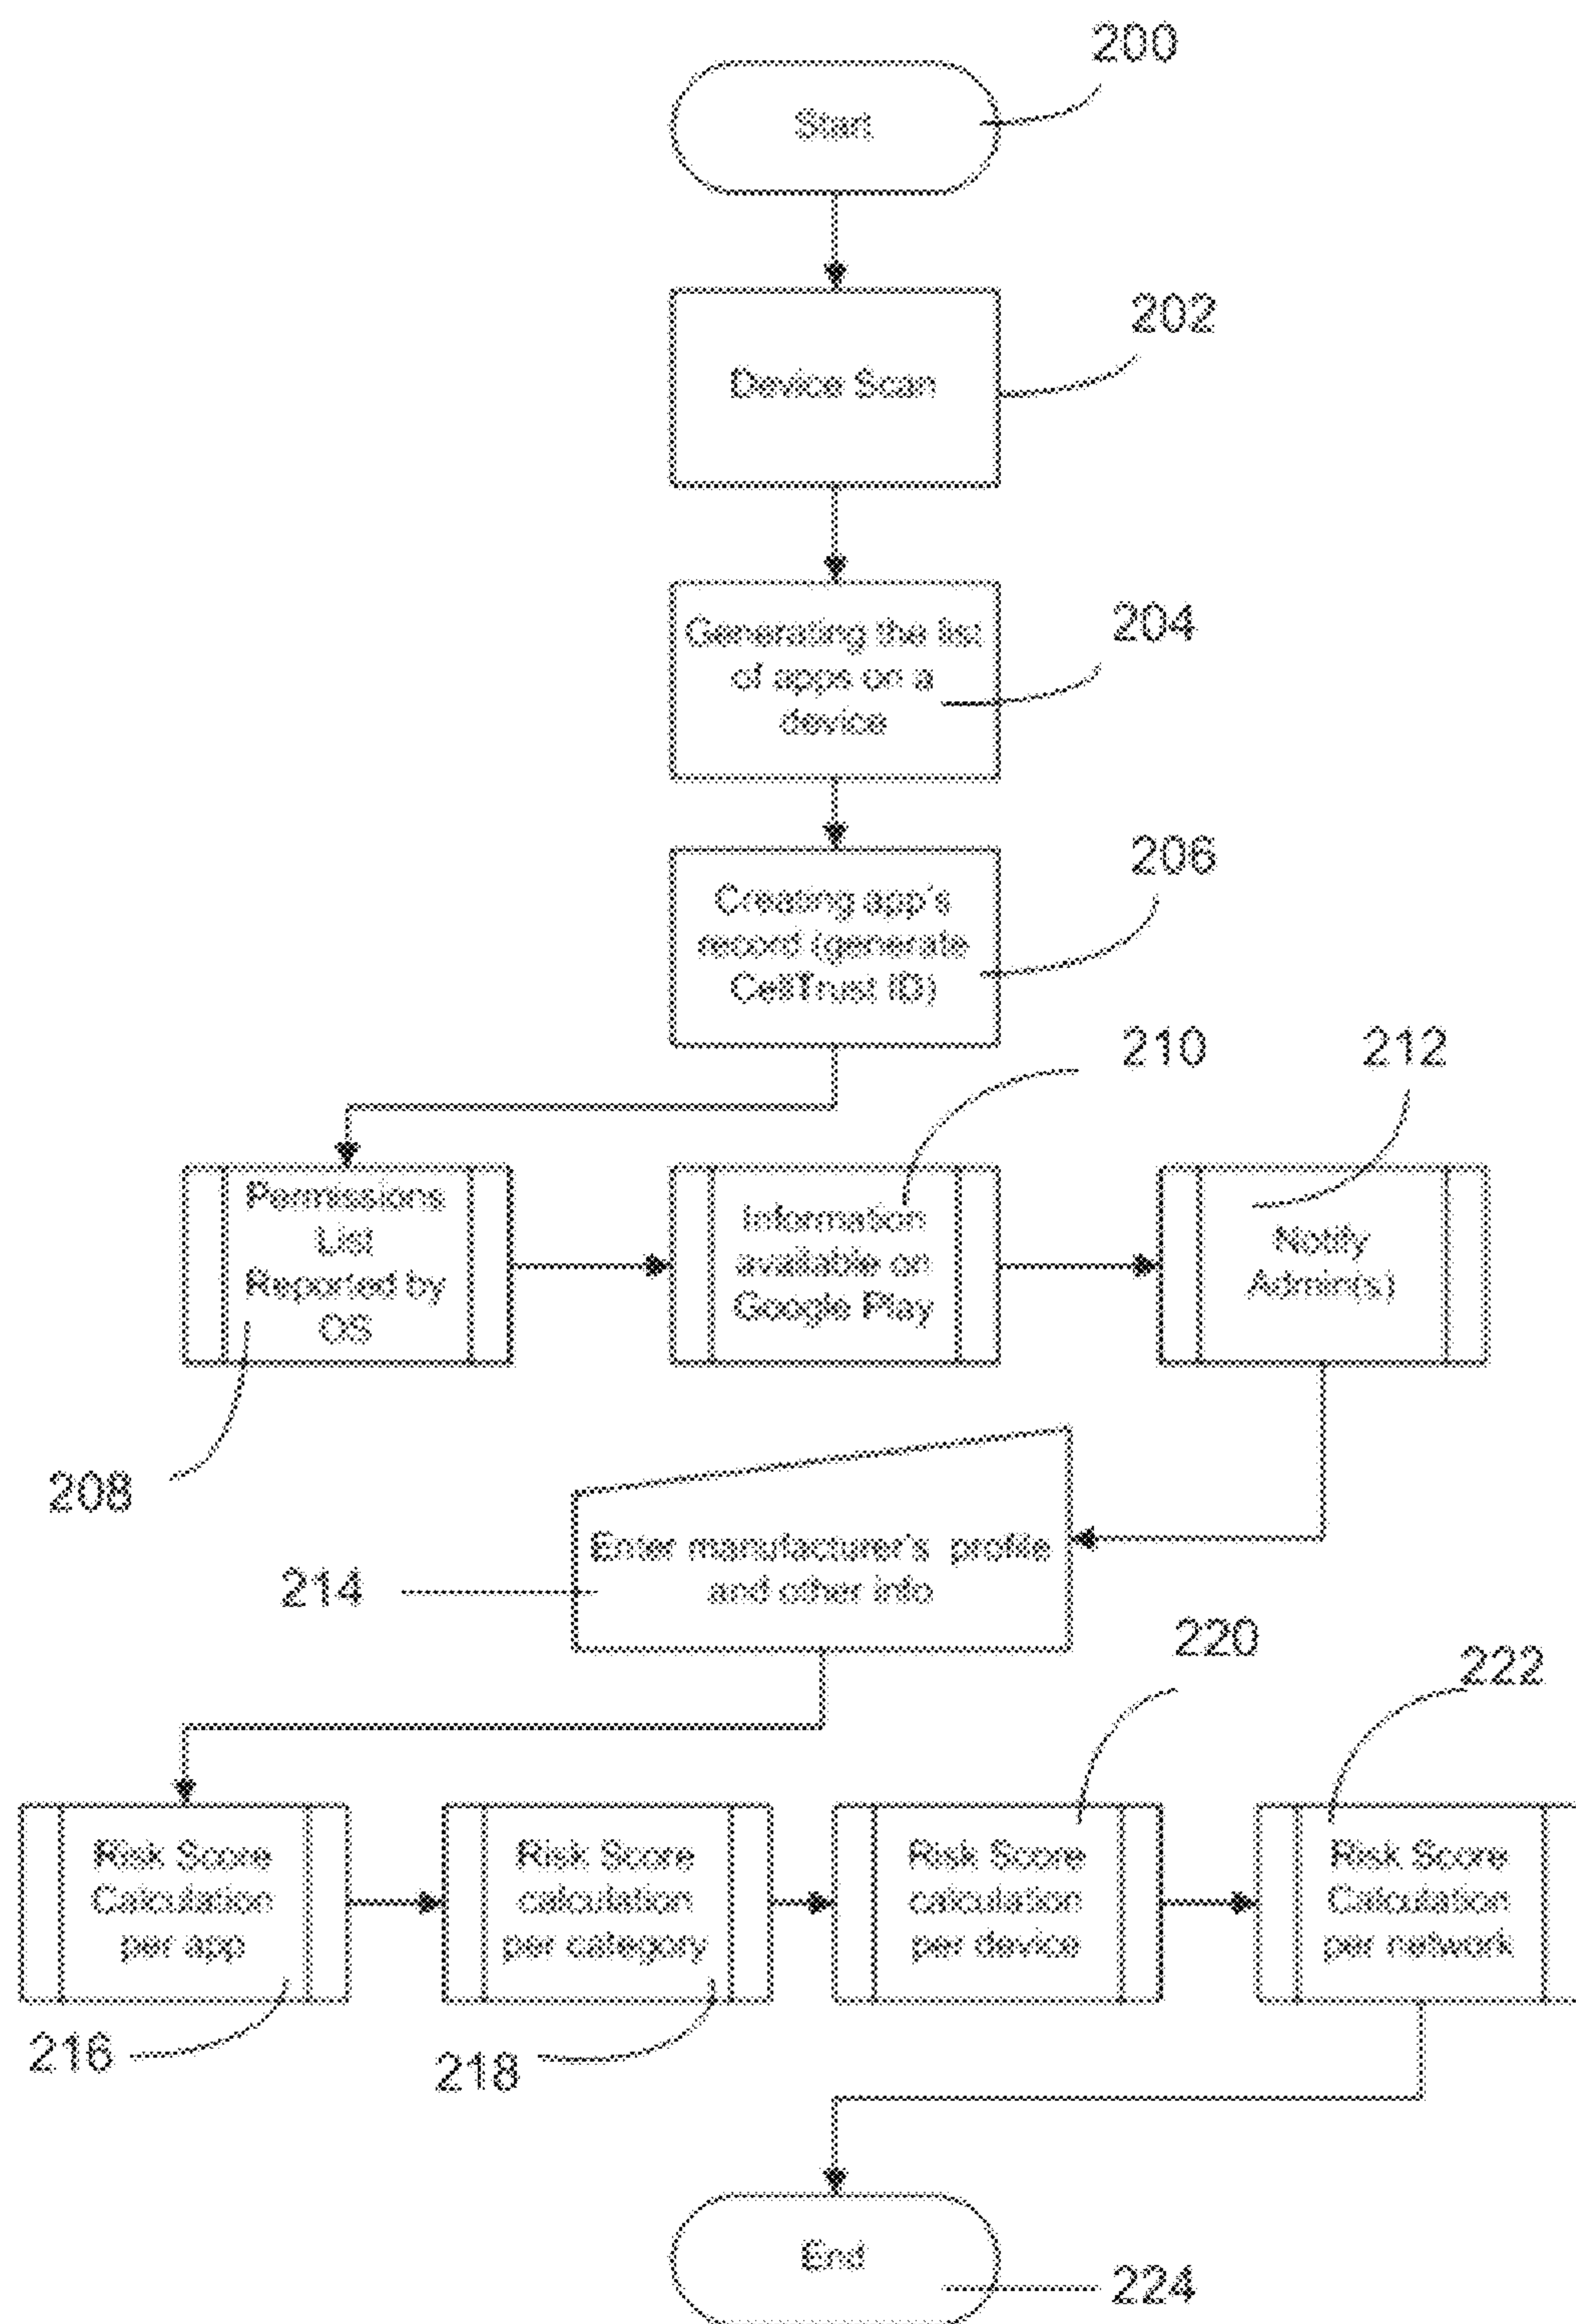 200
Start
202
Device Scan
204
Generating the list
of apps on a
device
206
Creating app's
record (generate
CellTrust ID)
210
212
Permissions
List
Reported by
OS
Information
available on
Google Play
Notify
Admin(s)
208
Enter manufacturer's profile
and other info
214
220
222
Risk Score
Calculation
per app
Risk Score
calculation
per category
Risk Score
calculation
per device
Risk Score
Calculation
per network
216
218
End
224